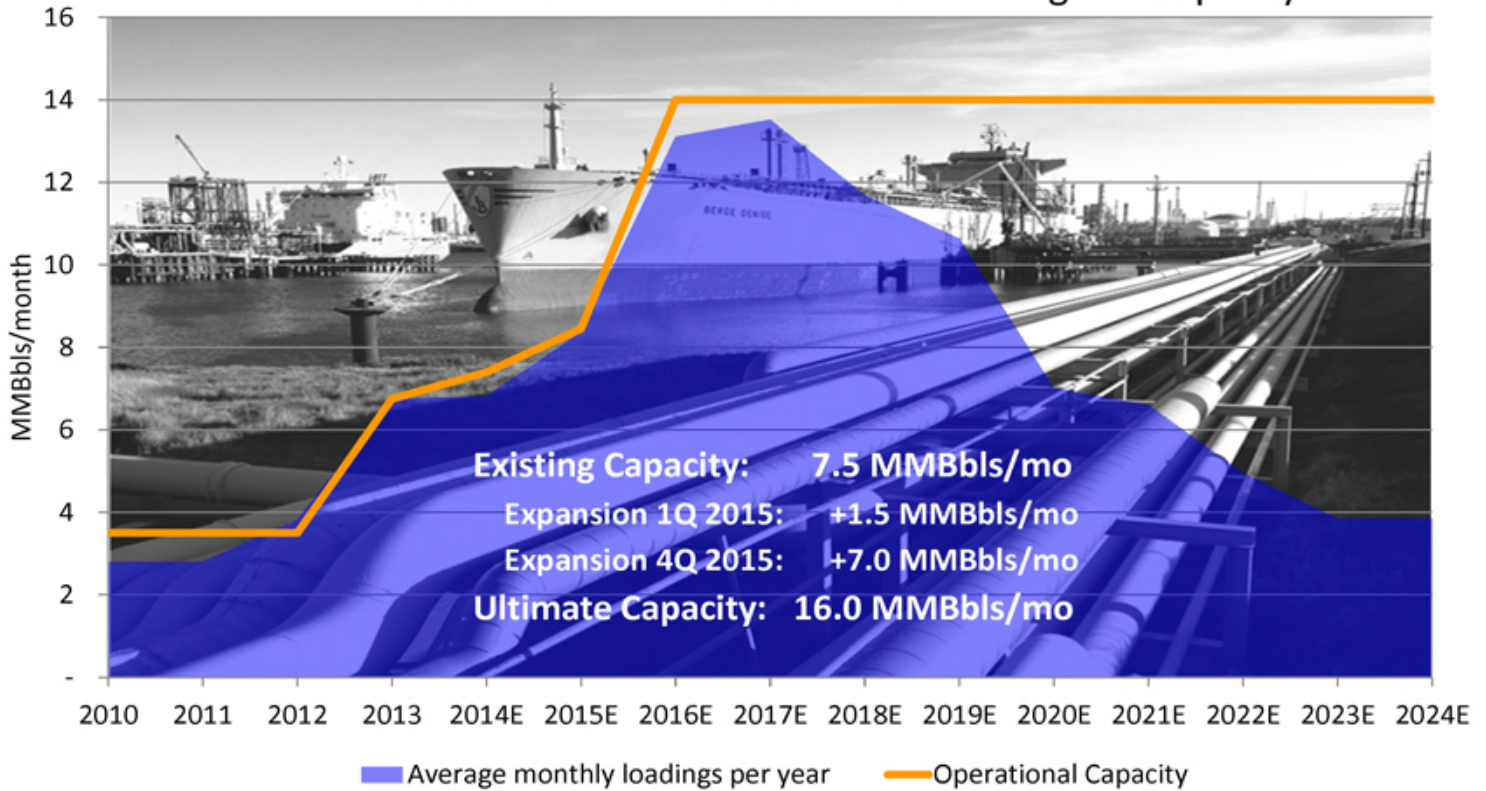 16
14
12
10
8
6
4
2
-
MMBbls/month
BERGE DENISE
Existing Capacity: 7.5 MMBbls/mo
Expansion 1Q 2015: +1.5 MMBbls/mo
Expansion 4Q 2015: +7.0 MMBbls/mo
Ultimate Capacity: 16.0 MMBbls/mo
2010 2011 2012 2013 2014E 2015E 2016E 2017E 2018E 2019E 2020E 2021E 2022E 2023E 2024E
Average monthly loadings per year Operational Capacity